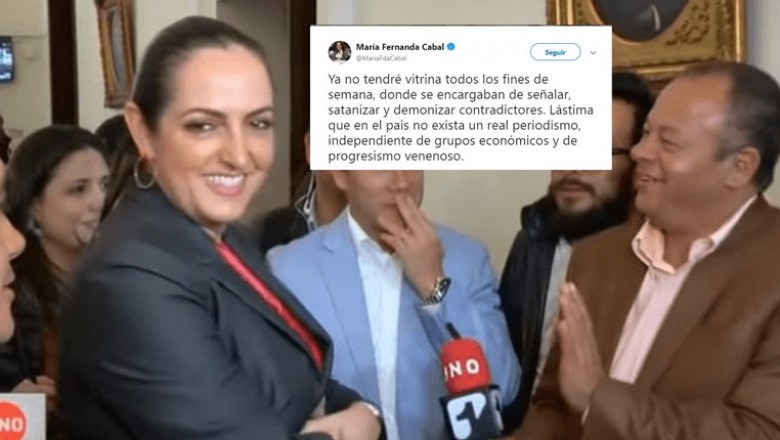 María Fernanda Cabal
@MariaFdaCabal
Seguir
Ya no tendré vitrina todos los fines de
semana, donde se encargaban de señalar,
satanizar y demonizar contradictores. Lástima
que en el pais no exista un real periodismo,
independiente de grupos económicos y de
progresismo venenoso.
UNO
1
NO